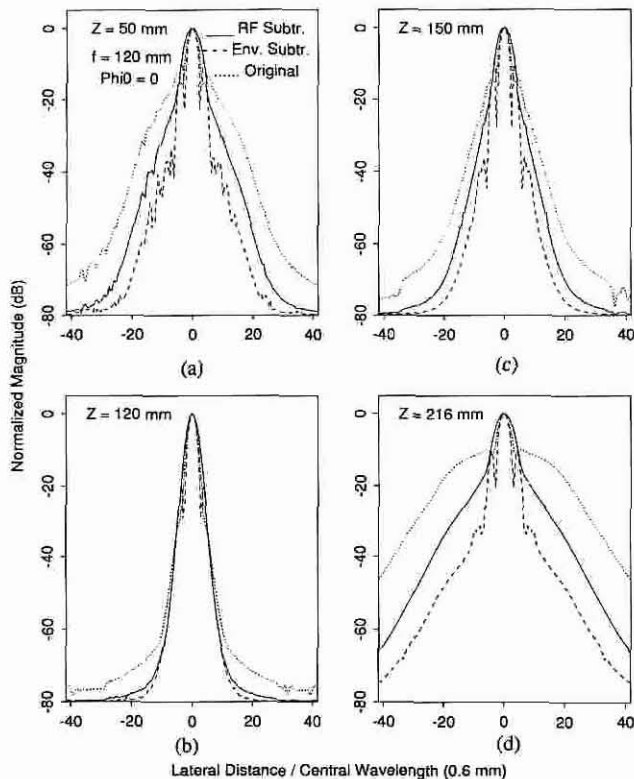 Z = 50 mm
f = 120 mm
Phi0 = 0
RF Subtr.
Env. Subtr.
Original
0
-20
-40
-60
-80
-40 -20 0 20 40
(a)
Z = 150 mm
0
-20
-40
-60
-80
-40 -20 0 20 40
(c)
Normalized Magnitude (dB)
Z = 120 mm
0
-20
-40
-60
-80
-40 -20 0 20 40
(b)
Z = 216 mm
0
-20
-40
-60
-80
-40 -20 0 20 40
(d)
Lateral Distance / Central Wavelength (0.6 mm)